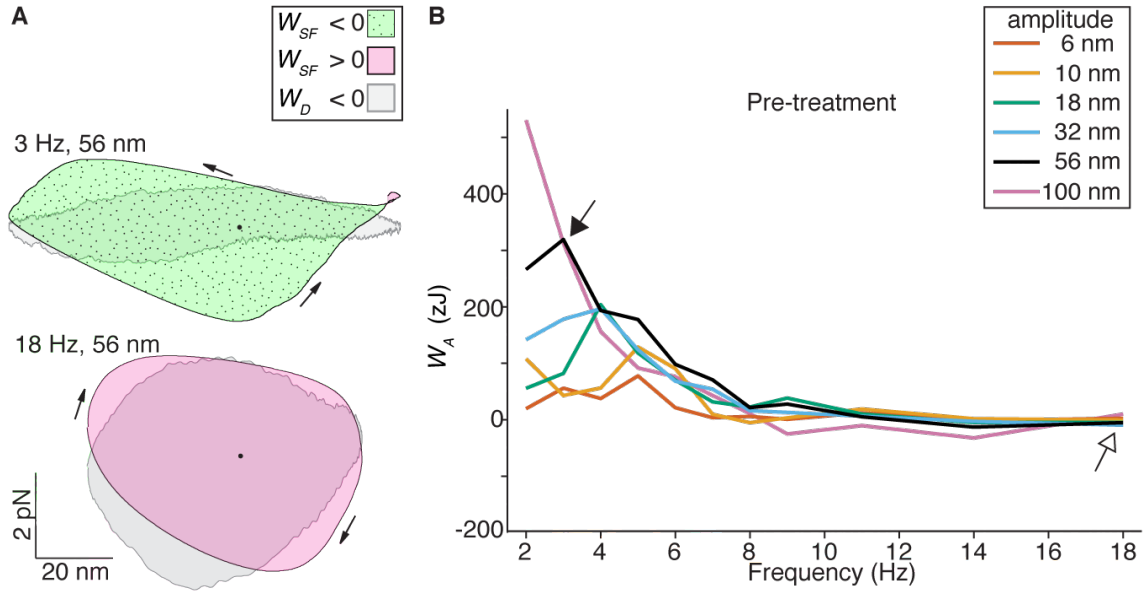 A
W_SF < 0
W_SF > 0
W_D < 0
3 Hz, 56 nm
18 Hz, 56 nm
2 pN
20 nm
B
amplitude
6 nm
10 nm
18 nm
32 nm
56 nm
100 nm
Pre-treatment
W_A (zJ)
400
200
0
-200
2 4 6 8 10 12 14 16 18
Frequency (Hz)